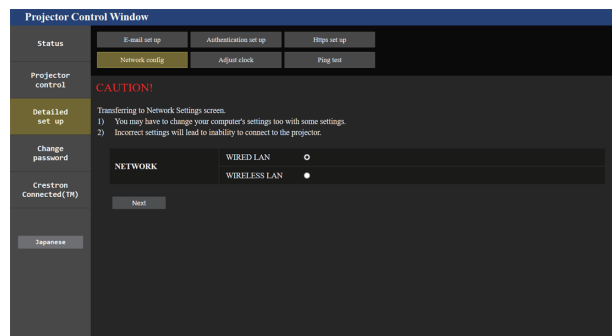 Projector Control Window
Status
E-mail set up
Authentication set up
Https set up
Network config
Adjust clock
Ping test
Projector
control
Detailed
set up
Change
password
Crestron
Connected(TM)
Japanese
CAUTION!
Transferring to Network Settings screen.
1) You may have to change your computer's settings too with some settings.
2) Incorrect settings will lead to inability to connect to the projector.
NETWORK
WIRED LAN
WIRELESS LAN
Next